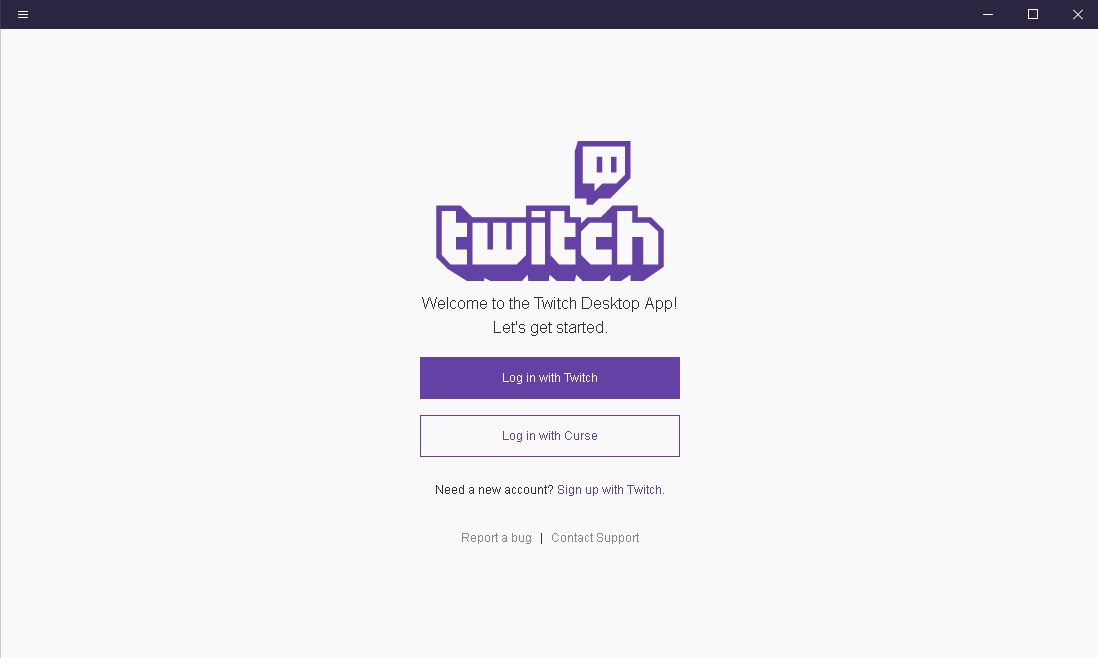 twitch
Welcome to the Twitch Desktop App!
Let's get started.
Log in with Twitch
Log in with Curse
Need a new account? Sign up with Twitch.
Report a bug | Contact Support